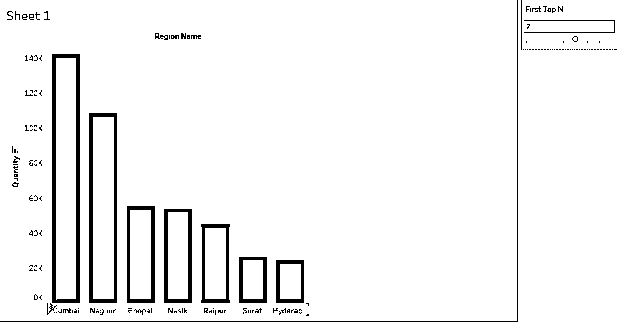 Sheet 1
First Top N
7
Region Name
Quantity
140K
120K
100K
80K
60K
40K
20K
0K
Mumbai Nagpur Bhopal Nasik Raipur Surat Hyderab